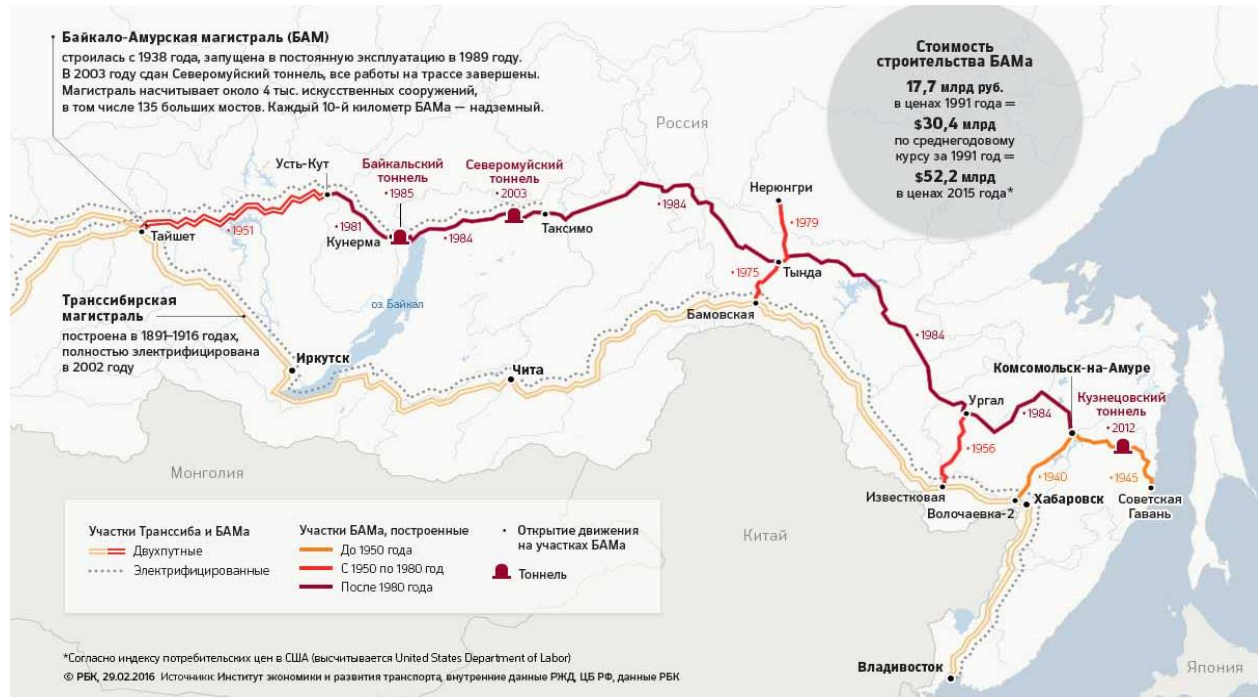 Байкало-Амурская магистраль (БАМ)
строилась с 1938 года, запущена в постоянную эксплуатацию в 1989 году.
В 2003 году сдан Северомуйский тоннель, все работы на трассе завершены.
Магистраль насчитывает около 4 тыс. искусственных сооружений,
в том числе 135 больших мостов. Каждый 10-й километр БАМа — надземный.
Стоимость
строительства БАМа
17,7 млрд руб.
в ценах 1991 года =
$30,4 млрд
по среднегодовому
курсу за 1991 год =
$52,2 млрд
в ценах 2015 года*
Россия
Усть-Кут
Байкальский
тоннель
•1985
Северомуйский
тоннель
•2003
Нерюнгри
•1984
•1979
Тайшет
•1951
•1981
Кунерма
•1984
Таксимо
•1975
Тында
оз. Байкал
Бамовская
Транссибирская
магистраль
построена в 1891–1916 годах,
полностью электрифицирована
в 2002 году
Иркутск
Чита
•1984
Комсомольск-на-Амуре
Ургал
•1984
Кузнецовский
тоннель
•2012
•1956
•1940
•1945
Монголия
Известковая
Волочаевка-2
Хабаровск
Советская
Гавань
Китай
Участки Транссиба и БАМа
Двухпутные
Электрифицированные
Участки БАМа, построенные
До 1950 года
С 1950 по 1980 год
После 1980 года
• Открытие движения
на участках БАМа
Тоннель
Владивосток
Япония
*Согласно индексу потребительских цен в США (высчитывается United States Department of Labor)
© РБК, 29.02.2016 Источники: Институт экономики и развития транспорта, внутренние данные РЖД, ЦБ РФ, данные РБК